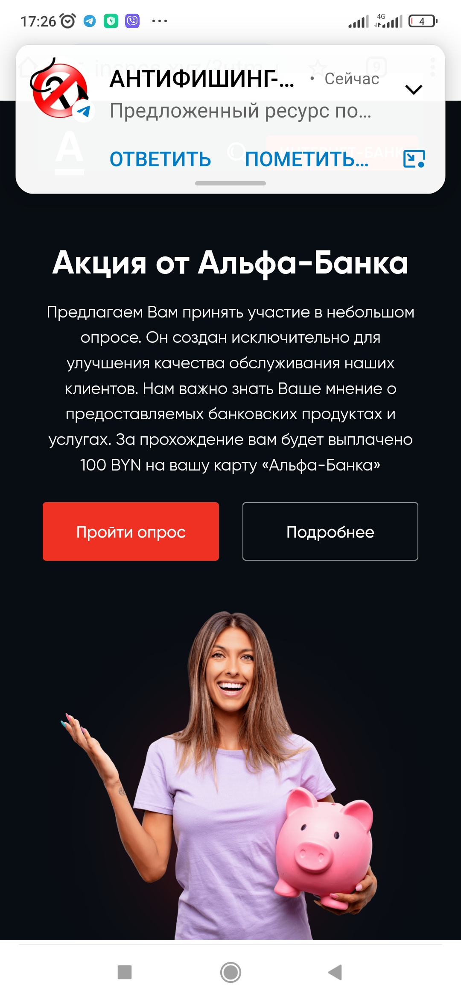 17:26
4G
4
АНТИФИШИНГ-... • Сейчас
Предложенный ресурс по...
ОТВЕТИТЬ ПОМЕТИТЬ...
А
Акция от Альфа-Банка
Предлагаем Вам принять участие в небольшом
опросе. Он создан исключительно для
улучшения качества обслуживания наших
клиентов. Нам важно знать Ваше мнение о
предоставляемых банковских продуктах и
услугах. За прохождение вам будет выплачено
100 BYN на вашу карту «Альфа-Банка»
Пройти опрос
Подробнее